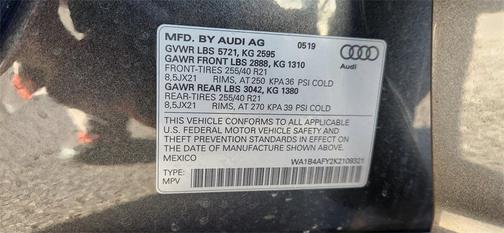 MFD. BY AUDI AG 0519
GVWR LBS 5721, KG 2595
GAWR FRONT LBS 2888, KG 1310
FRONT-TIRES 255/40 R21
8,5JX21 RIMS, AT 250 KPA36 PSI COLD
GAWR REAR LBS 3042, KG 1380
REAR-TIRES 255/40 R21
8,5JX21 RIMS, AT 270 KPA 39 PSI COLD
Audi
THIS VEHICLE CONFORMS TO ALL APPLICABLE
U.S. FEDERAL MOTOR VEHICLE SAFETY AND
THEFT PREVENTION STANDARDS IN EFFECT ON
THE DATE OF MANUFACTURE SHOWN ABOVE.
MEXICO
WA1B4AFY2K2109321
TYPE:
MPV